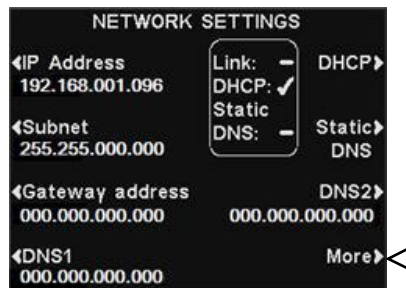 NETWORK SETTINGS
IP Address
192.168.001.096
Link: –
DHCP: ✓
Static
DNS: –
DHCP
Subnet
255.255.000.000
Static
DNS
Gateway address
000.000.000.000
DNS2
000.000.000.000
DNS1
000.000.000.000
More